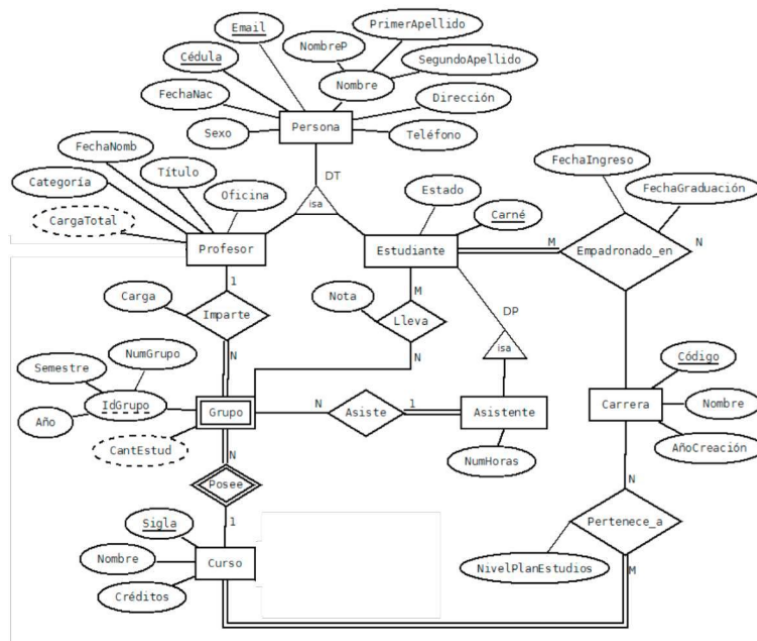 Email
PrimerApellido
NombreP
Cédula
SegundoApellido
Nombre
FechaNac
Dirección
Persona
Sexo
Teléfono
FechaNomb
FechaIngreso
Título
DT
Estado
Categoría
Oficina
FechaGraduación
isa
Carné
CargaTotal
Profesor
Estudiante
M
Empadronado_en
N
1
M
Carga
Nota
Imparte
Lleva
DP
NumGrupo
isa
Semestre
N
N
Código
IdGrupo
Año
Grupo
N
Asiste
1
Asistente
Carrera
Nombre
CantEstud
AñoCreación
N
NumHoras
Posee
N
Sigla
1
Pertenece_a
Nombre
Curso
NivelPlanEstudios
M
Créditos